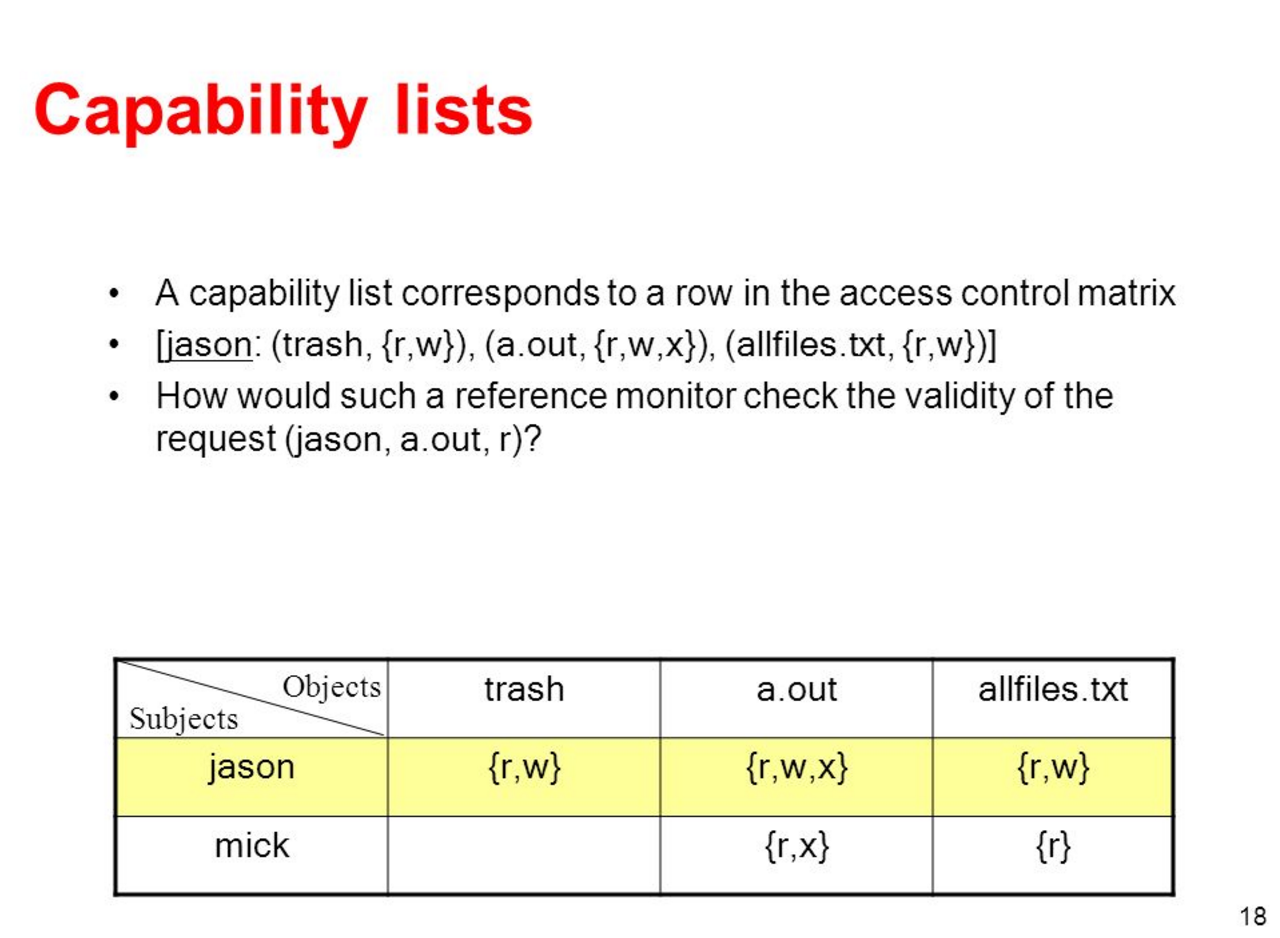 Capability lists
• A capability list corresponds to a row in the access control matrix
• [jason: (trash, {r,w}), (a.out, {r,w,x}), (allfiles.txt, {r,w})]
• How would such a reference monitor check the validity of the
request (jason, a.out, r)?
Objects
Subjects
trash a.out allfiles.txt
jason {r,w} {r,w,x} {r,w}
mick {r,x} {r}
18